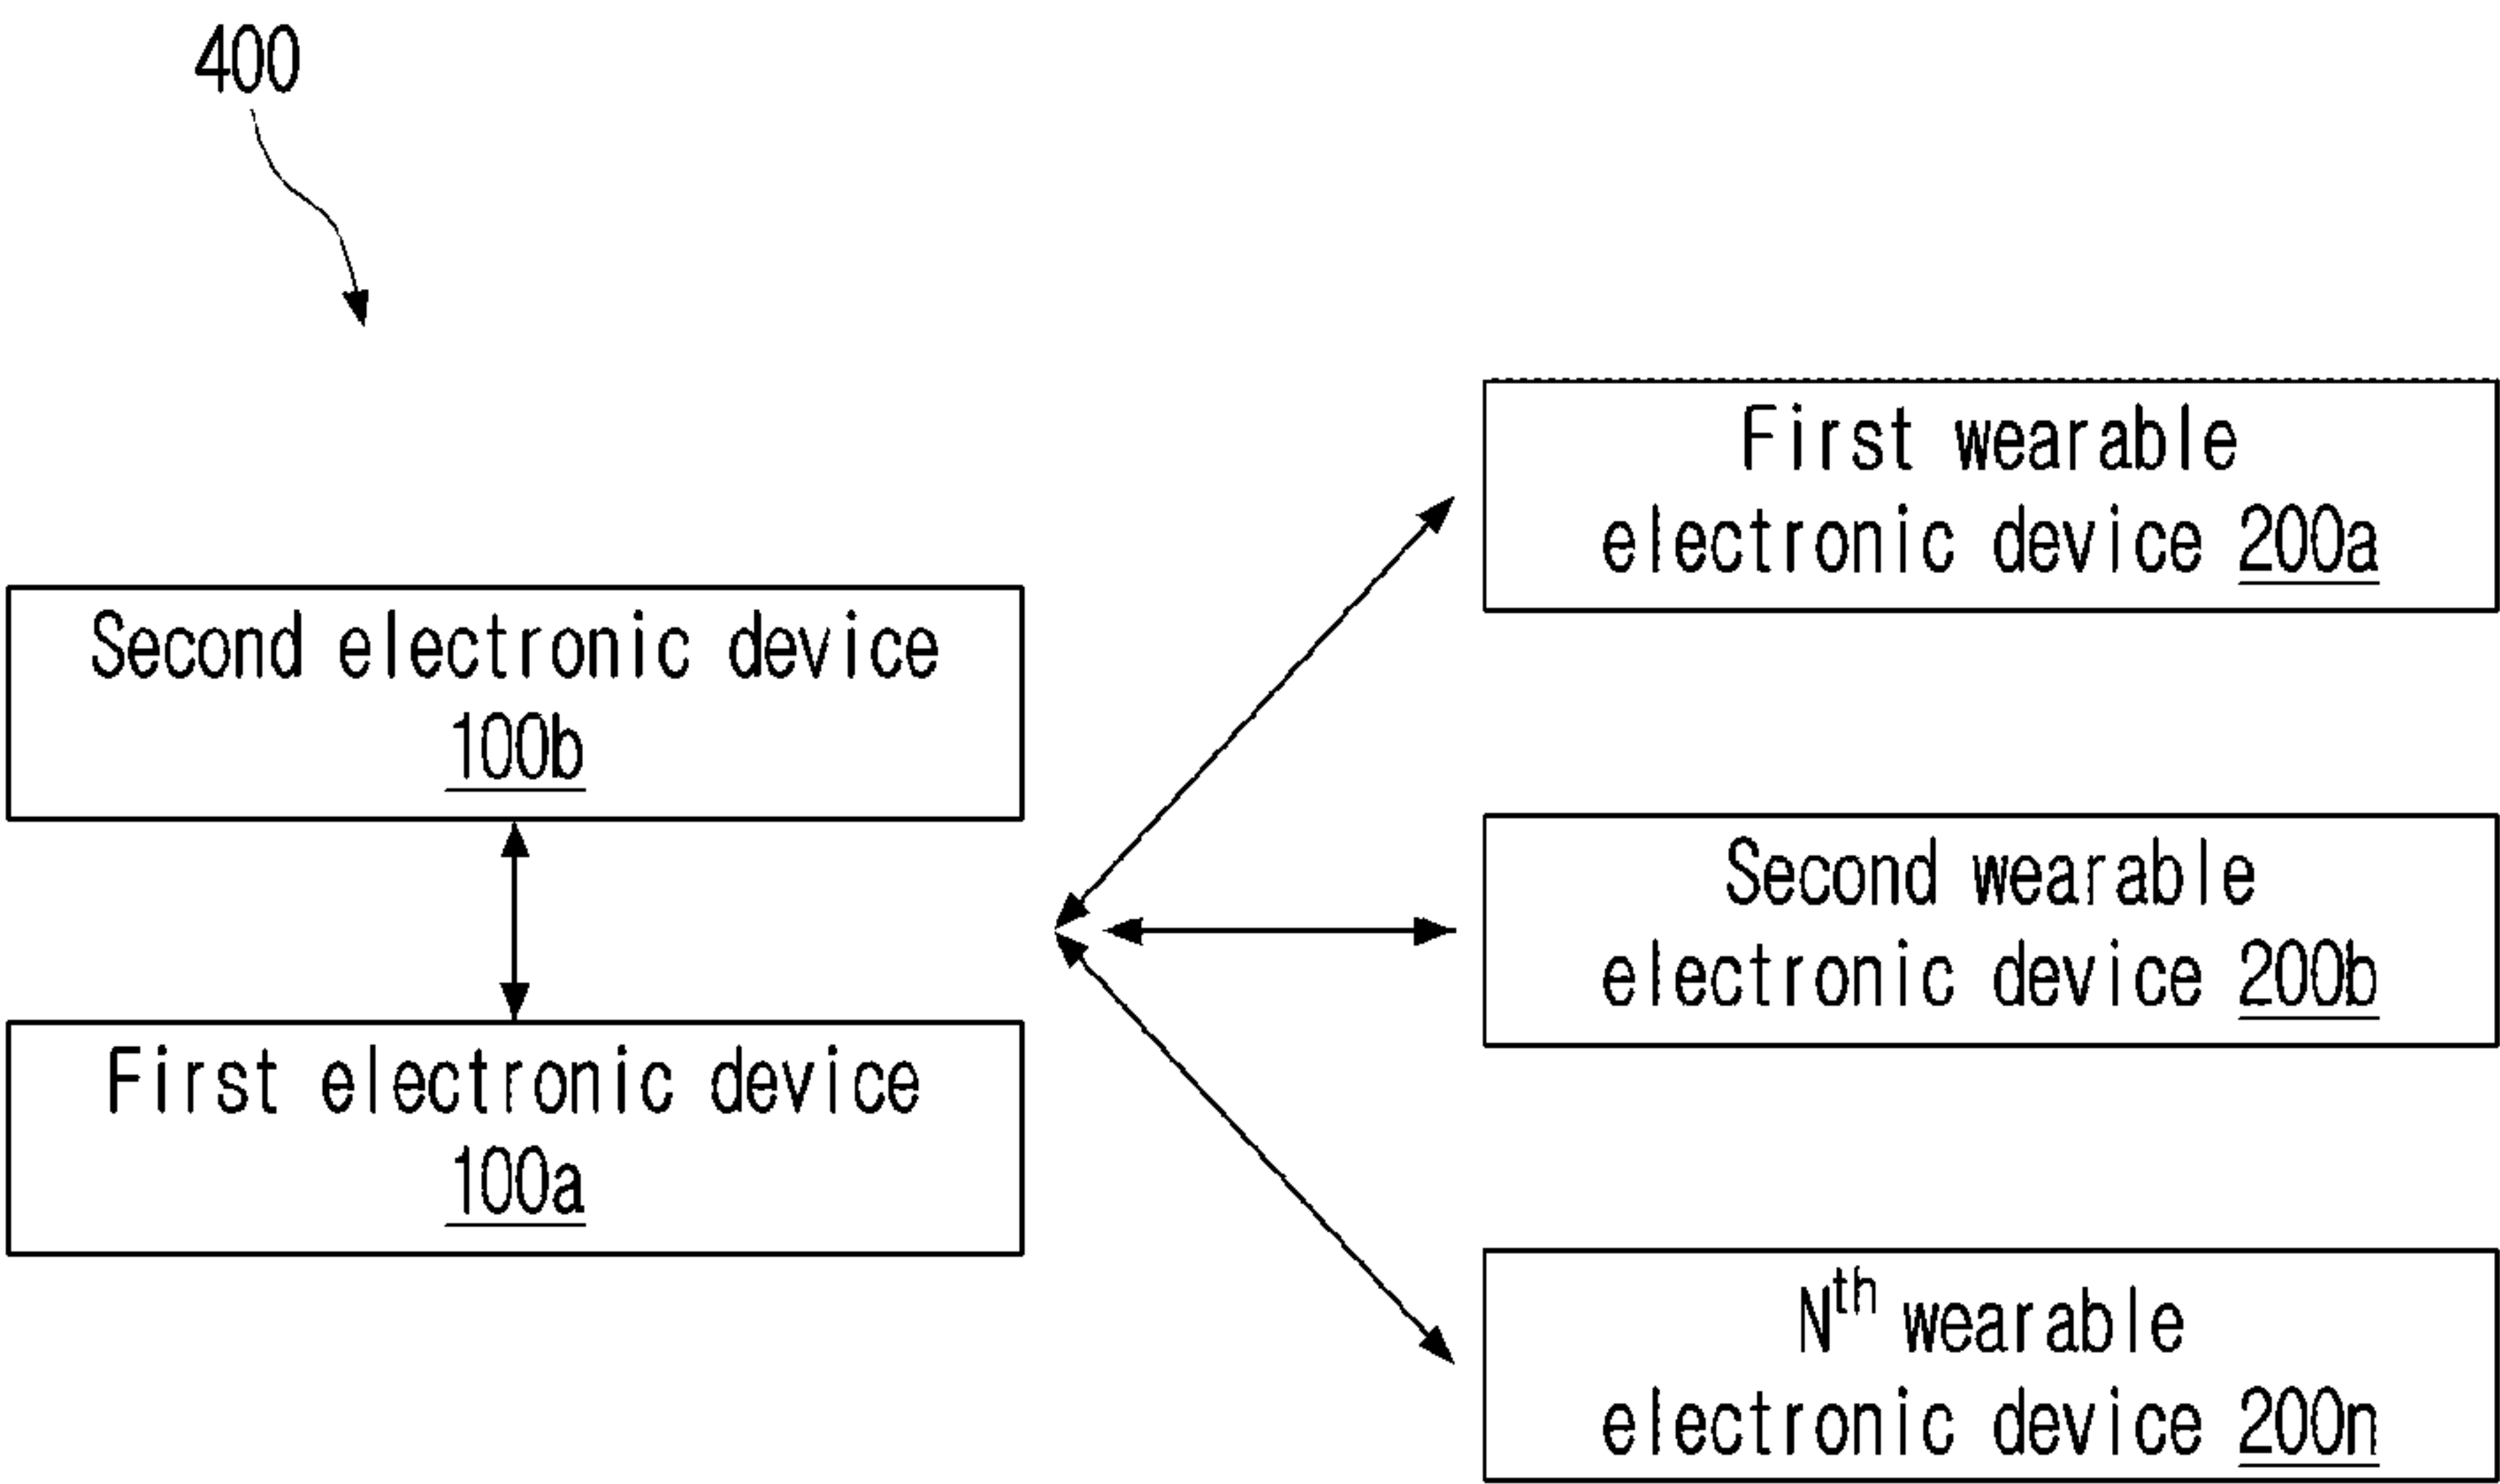 400
First wearable
electronic device 200a
Second electronic device
100b
Second wearable
electronic device 200b
First electronic device
100a
Nth wearable
electronic device 200n